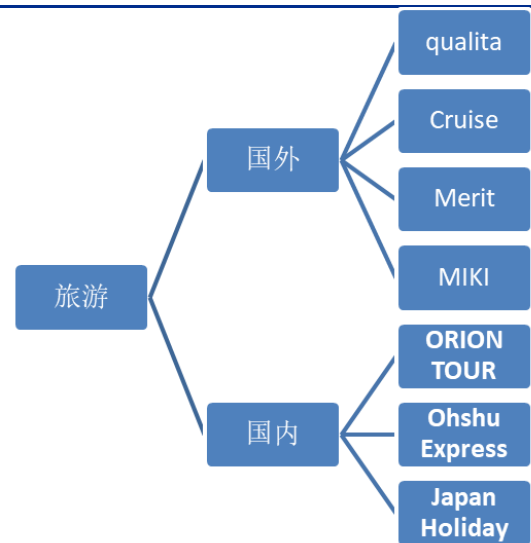 旅游
国外
qualita
Cruise
Merit
MIKI
国内
ORION
TOUR
Ohshu
Express
Japan
Holiday